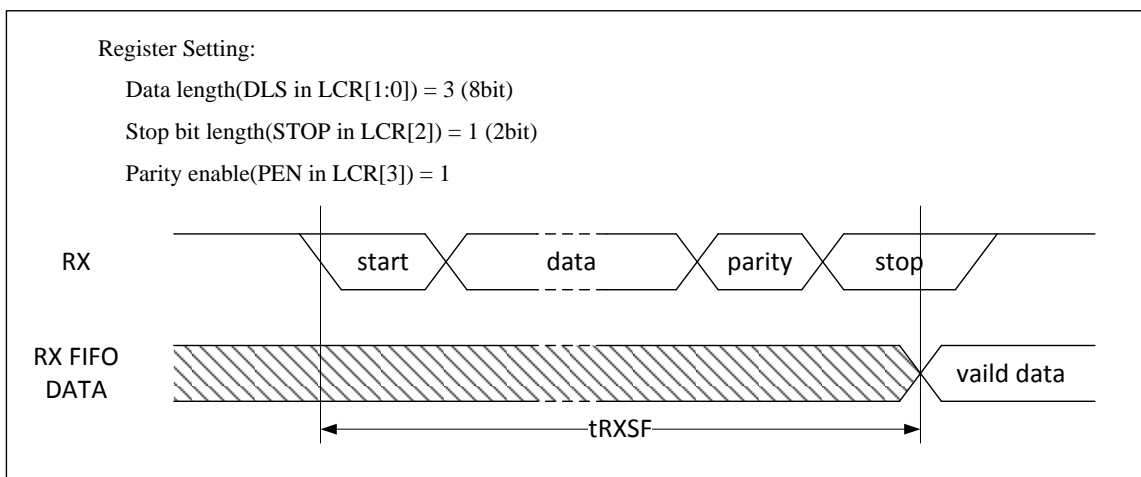 Register Setting:
Data length(DLS in LCR[1:0]) = 3 (8bit)
Stop bit length(STOP in LCR[2]) = 1 (2bit)
Parity enable(PEN in LCR[3]) = 1
RX
start
data
parity
stop
RX FIFO
DATA
vaild data
tRXSF